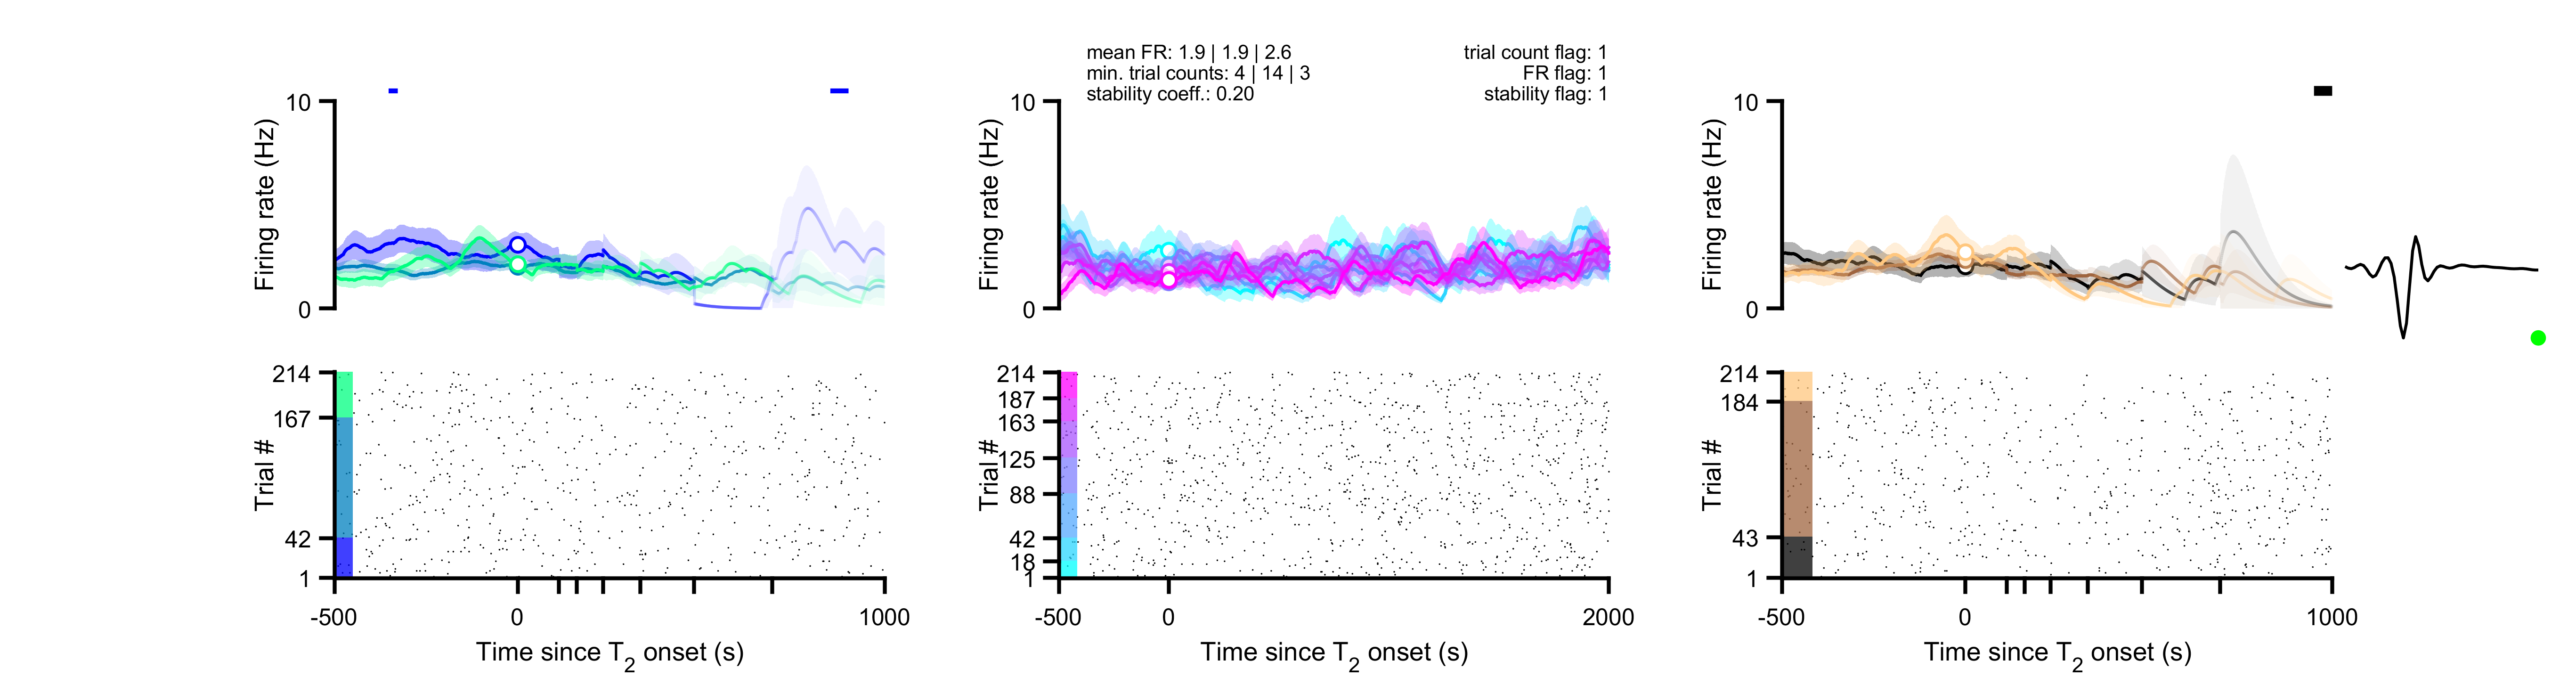 mean FR: 1.9 | 1.9 | 2.6
min. trial counts: 4 | 14 | 3
stability coeff.: 0.20
trial count flag: 1
FR flag: 1
stability flag: 1
10
0
Firing rate (Hz)
10
0
Firing rate (Hz)
10
0
Firing rate (Hz)
214
167
42
1
Trial #
-500
0
1000
Time since T2 onset (s)
214
187
163
125
88
42
18
1
Trial #
-500
0
2000
Time since T2 onset (s)
214
184
43
1
Trial #
-500
0
1000
Time since T2 onset (s)